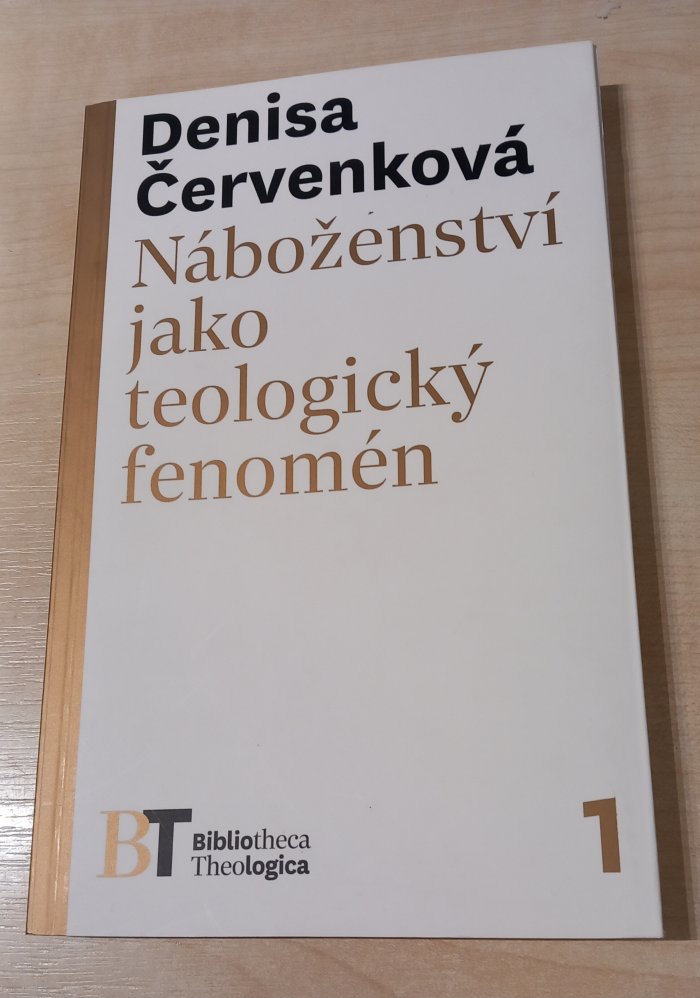 Denisa
Červenková
Náboženství
jako
teologický
fenomén
BT
Bibliotheca
Theologica
1